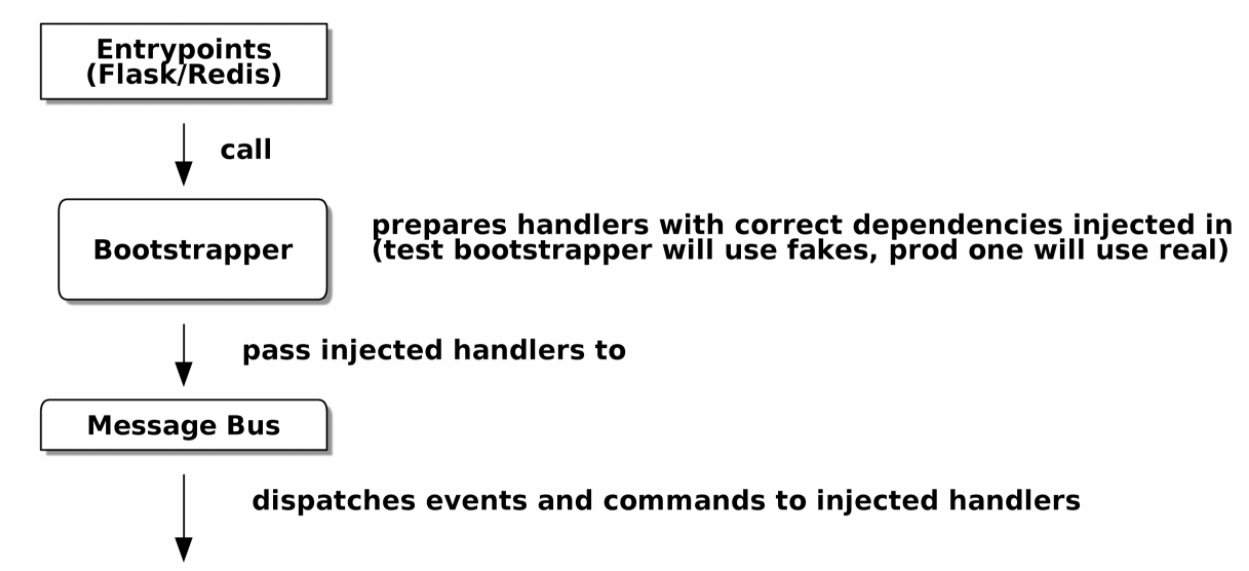 Entrypoints
(Flask/Redis)
call
Bootstrapper
prepares handlers with correct dependencies injected in
(test bootstrapper will use fakes, prod one will use real)
pass injected handlers to
Message Bus
dispatches events and commands to injected handlers